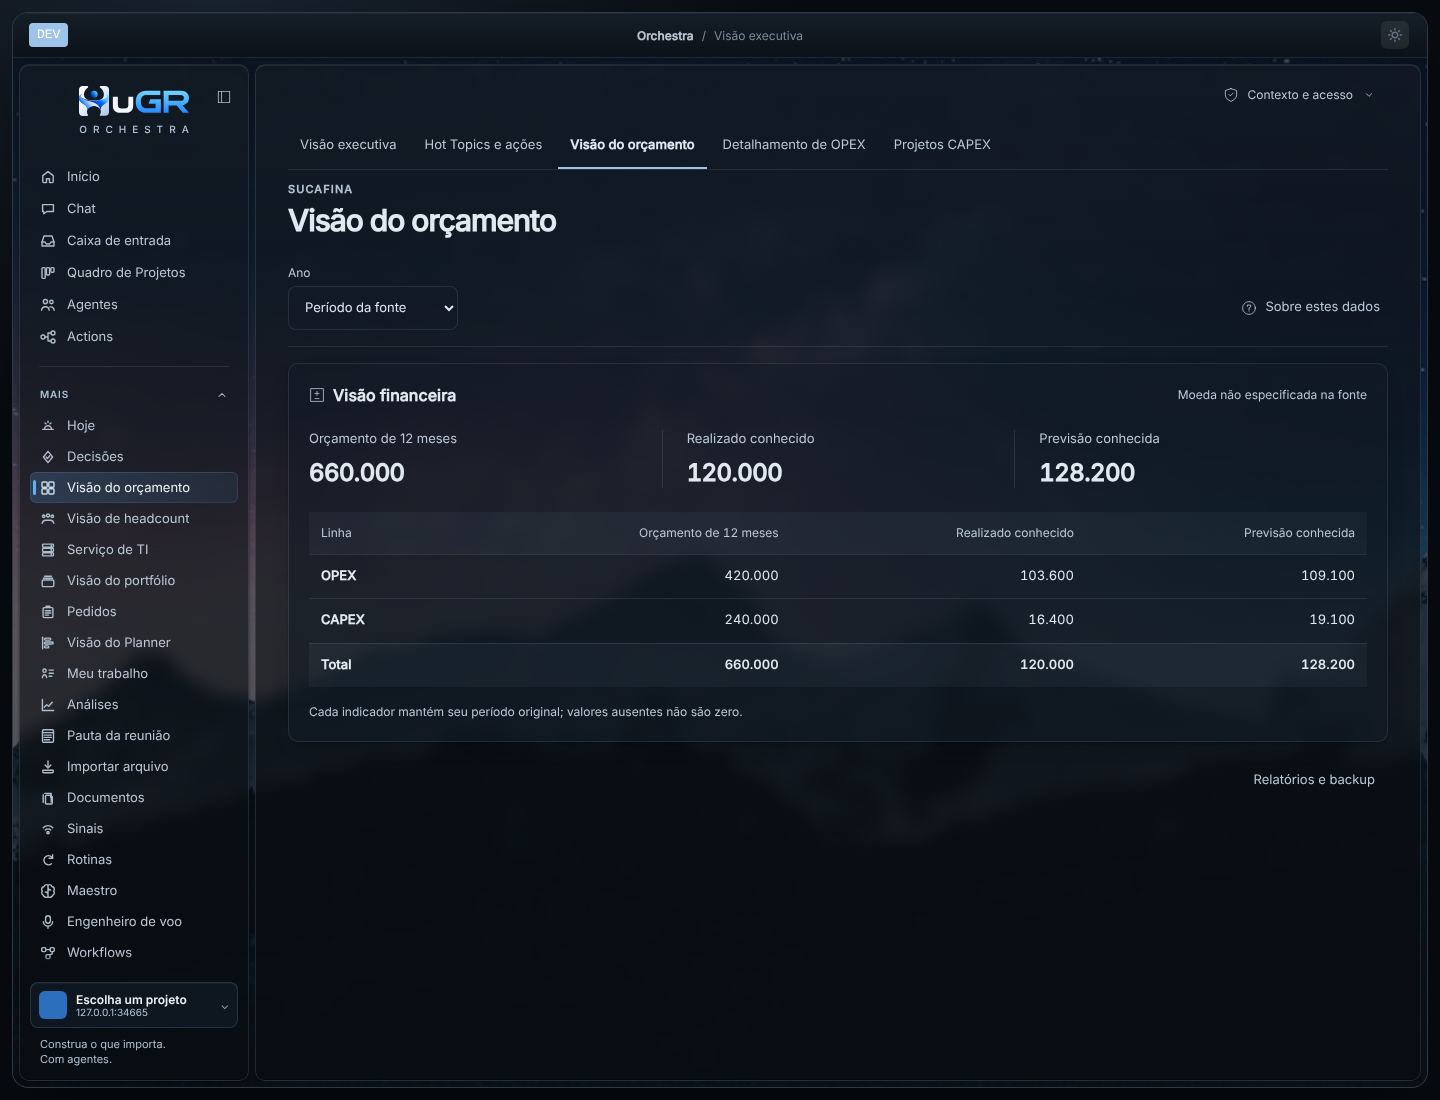 DEV
Orchestra / Visão executiva
HuGR
ORCHESTRA
Contexto e acesso
Início
Chat
Caixa de entrada
Quadro de Projetos
Agentes
Actions
MAIS
Hoje
Decisões
Visão do orçamento
Visão de headcount
Serviço de TI
Visão do portfólio
Pedidos
Visão do Planner
Meu trabalho
Análises
Pauta da reunião
Importar arquivo
Documentos
Sinais
Rotinas
Maestro
Engenheiro de voo
Workflows
Escolha um projeto
127.0.0.1:34665
Construa o que importa.
Com agentes.
Visão executiva Hot Topics e ações Visão do orçamento Detalhamento de OPEX Projetos CAPEX
SUCAFINA
Visão do orçamento
Ano
Período da fonte
Sobre estes dados
Visão financeira Moeda não especificada na fonte
Orçamento de 12 meses Realizado conhecido Previsão conhecida
660.000 120.000 128.200
Linha Orçamento de 12 meses Realizado conhecido Previsão conhecida
OPEX 420.000 103.600 109.100
CAPEX 240.000 16.400 19.100
Total 660.000 120.000 128.200
Cada indicador mantém seu período original; valores ausentes não são zero.
Relatórios e backup